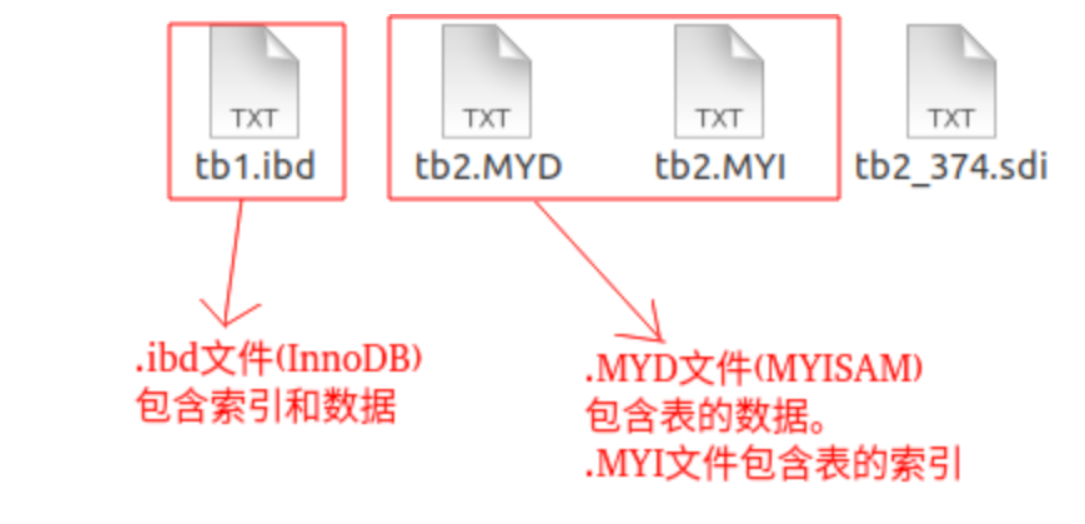 TXT TXT TXT TXT
tb1.ibd tb2.MYD tb2.MYI tb2_374.sdi
.ibd文件(InnoDB)
包含索引和数据
.MYD文件(MYISAM)
包含表的数据。
.MYI文件包含表的索引